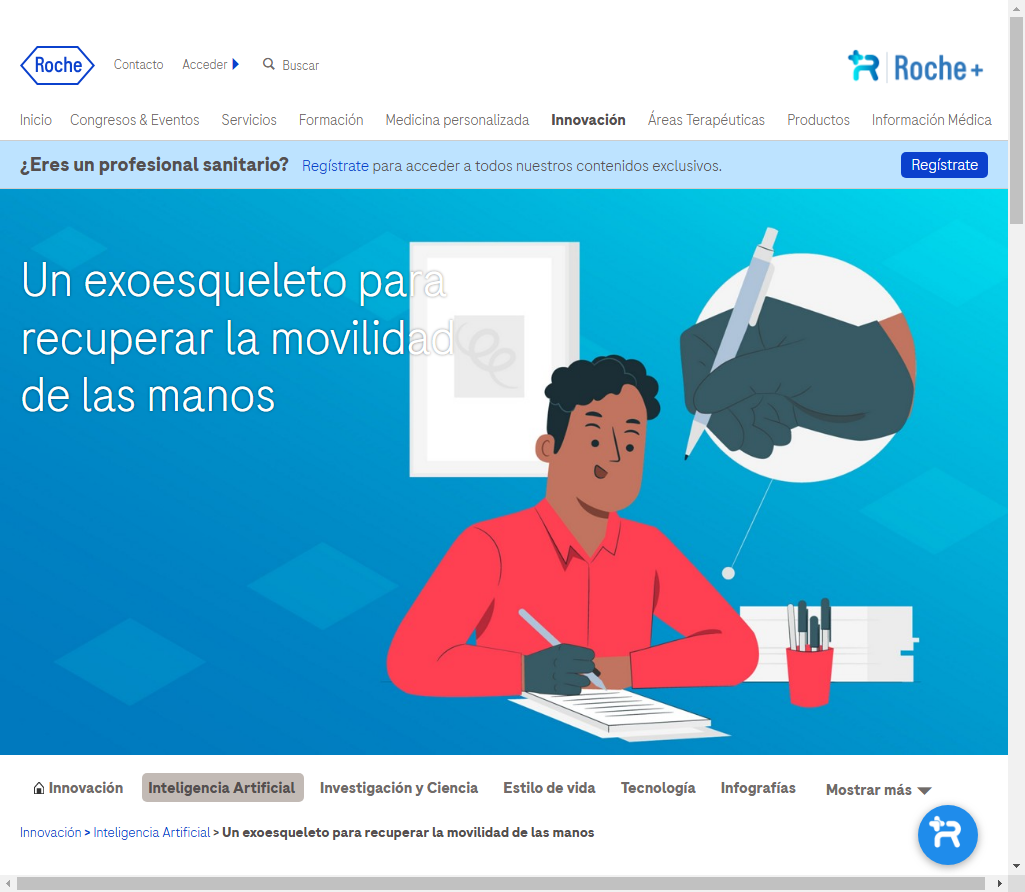 Roche
Contacto
Acceder
Buscar
Roche+
Inicio Congresos & Eventos Servicios Formación Medicina personalizada Innovación Áreas Terapéuticas Productos Información Médica
¿Eres un profesional sanitario? Regístrate para acceder a todos nuestros contenidos exclusivos. Regístrate
Un exoesqueleto para
recuperar la movilidad
de las manos
Innovación Inteligencia Artificial Investigación y Ciencia Estilo de vida Tecnología Infografías Mostrar más
Innovación > Inteligencia Artificial > Un exoesqueleto para recuperar la movilidad de las manos